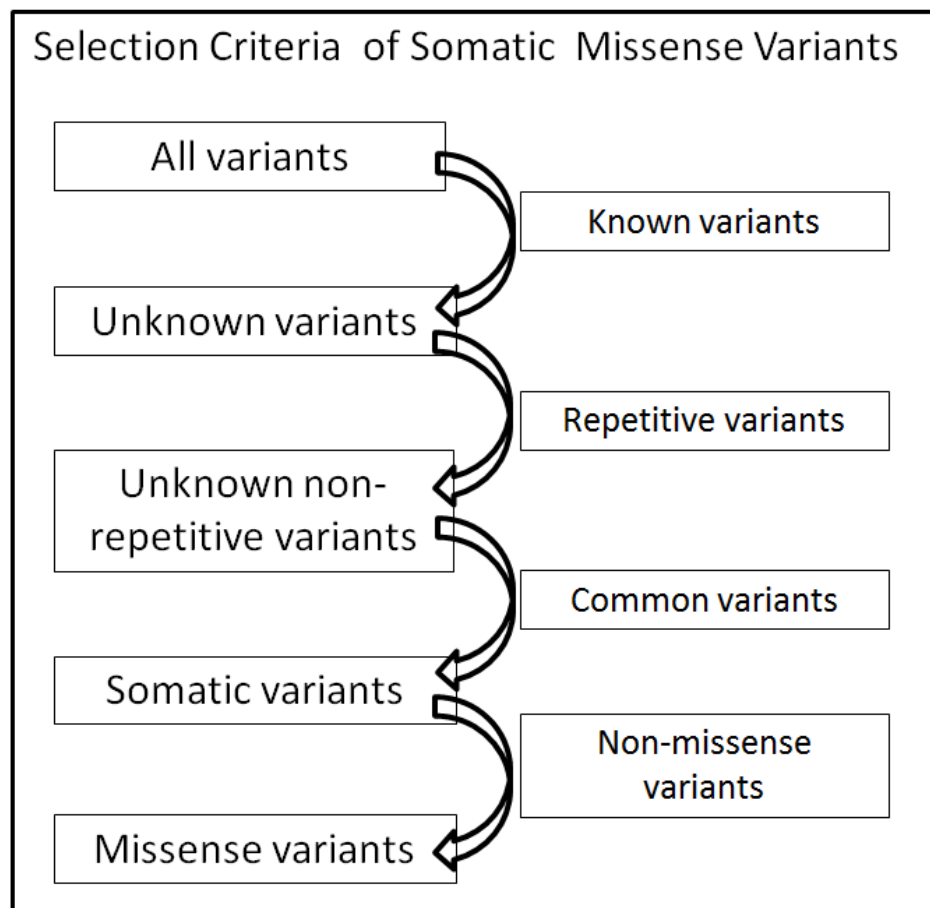 Selection Criteria of Somatic Missense Variants
All variants
Known variants
Unknown variants
Repetitive variants
Unknown non-
repetitive variants
Common variants
Somatic variants
Non-missense
variants
Missense variants